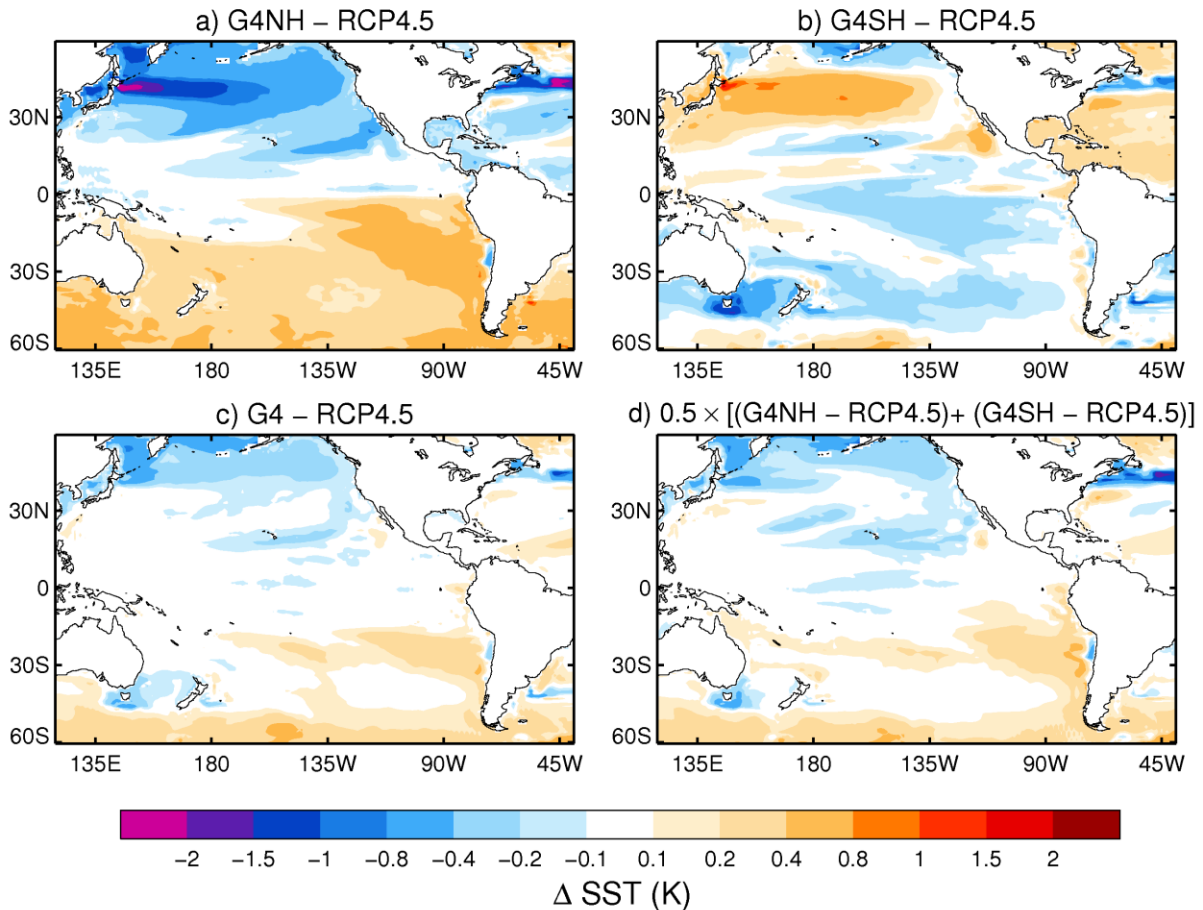 a) G4NH − RCP4.5
b) G4SH − RCP4.5
30N
0
30S
60S
135E 180 135W 90W 45W
30N
0
30S
60S
135E 180 135W 90W 45W
c) G4 − RCP4.5
d) 0.5 × [(G4NH − RCP4.5)+ (G4SH − RCP4.5)]
30N
0
30S
60S
135E 180 135W 90W 45W
30N
0
30S
60S
135E 180 135W 90W 45W
−2 −1.5 −1 −0.8 −0.4 −0.2 −0.1 0.1 0.2 0.4 0.8 1 1.5 2
Δ SST (K)